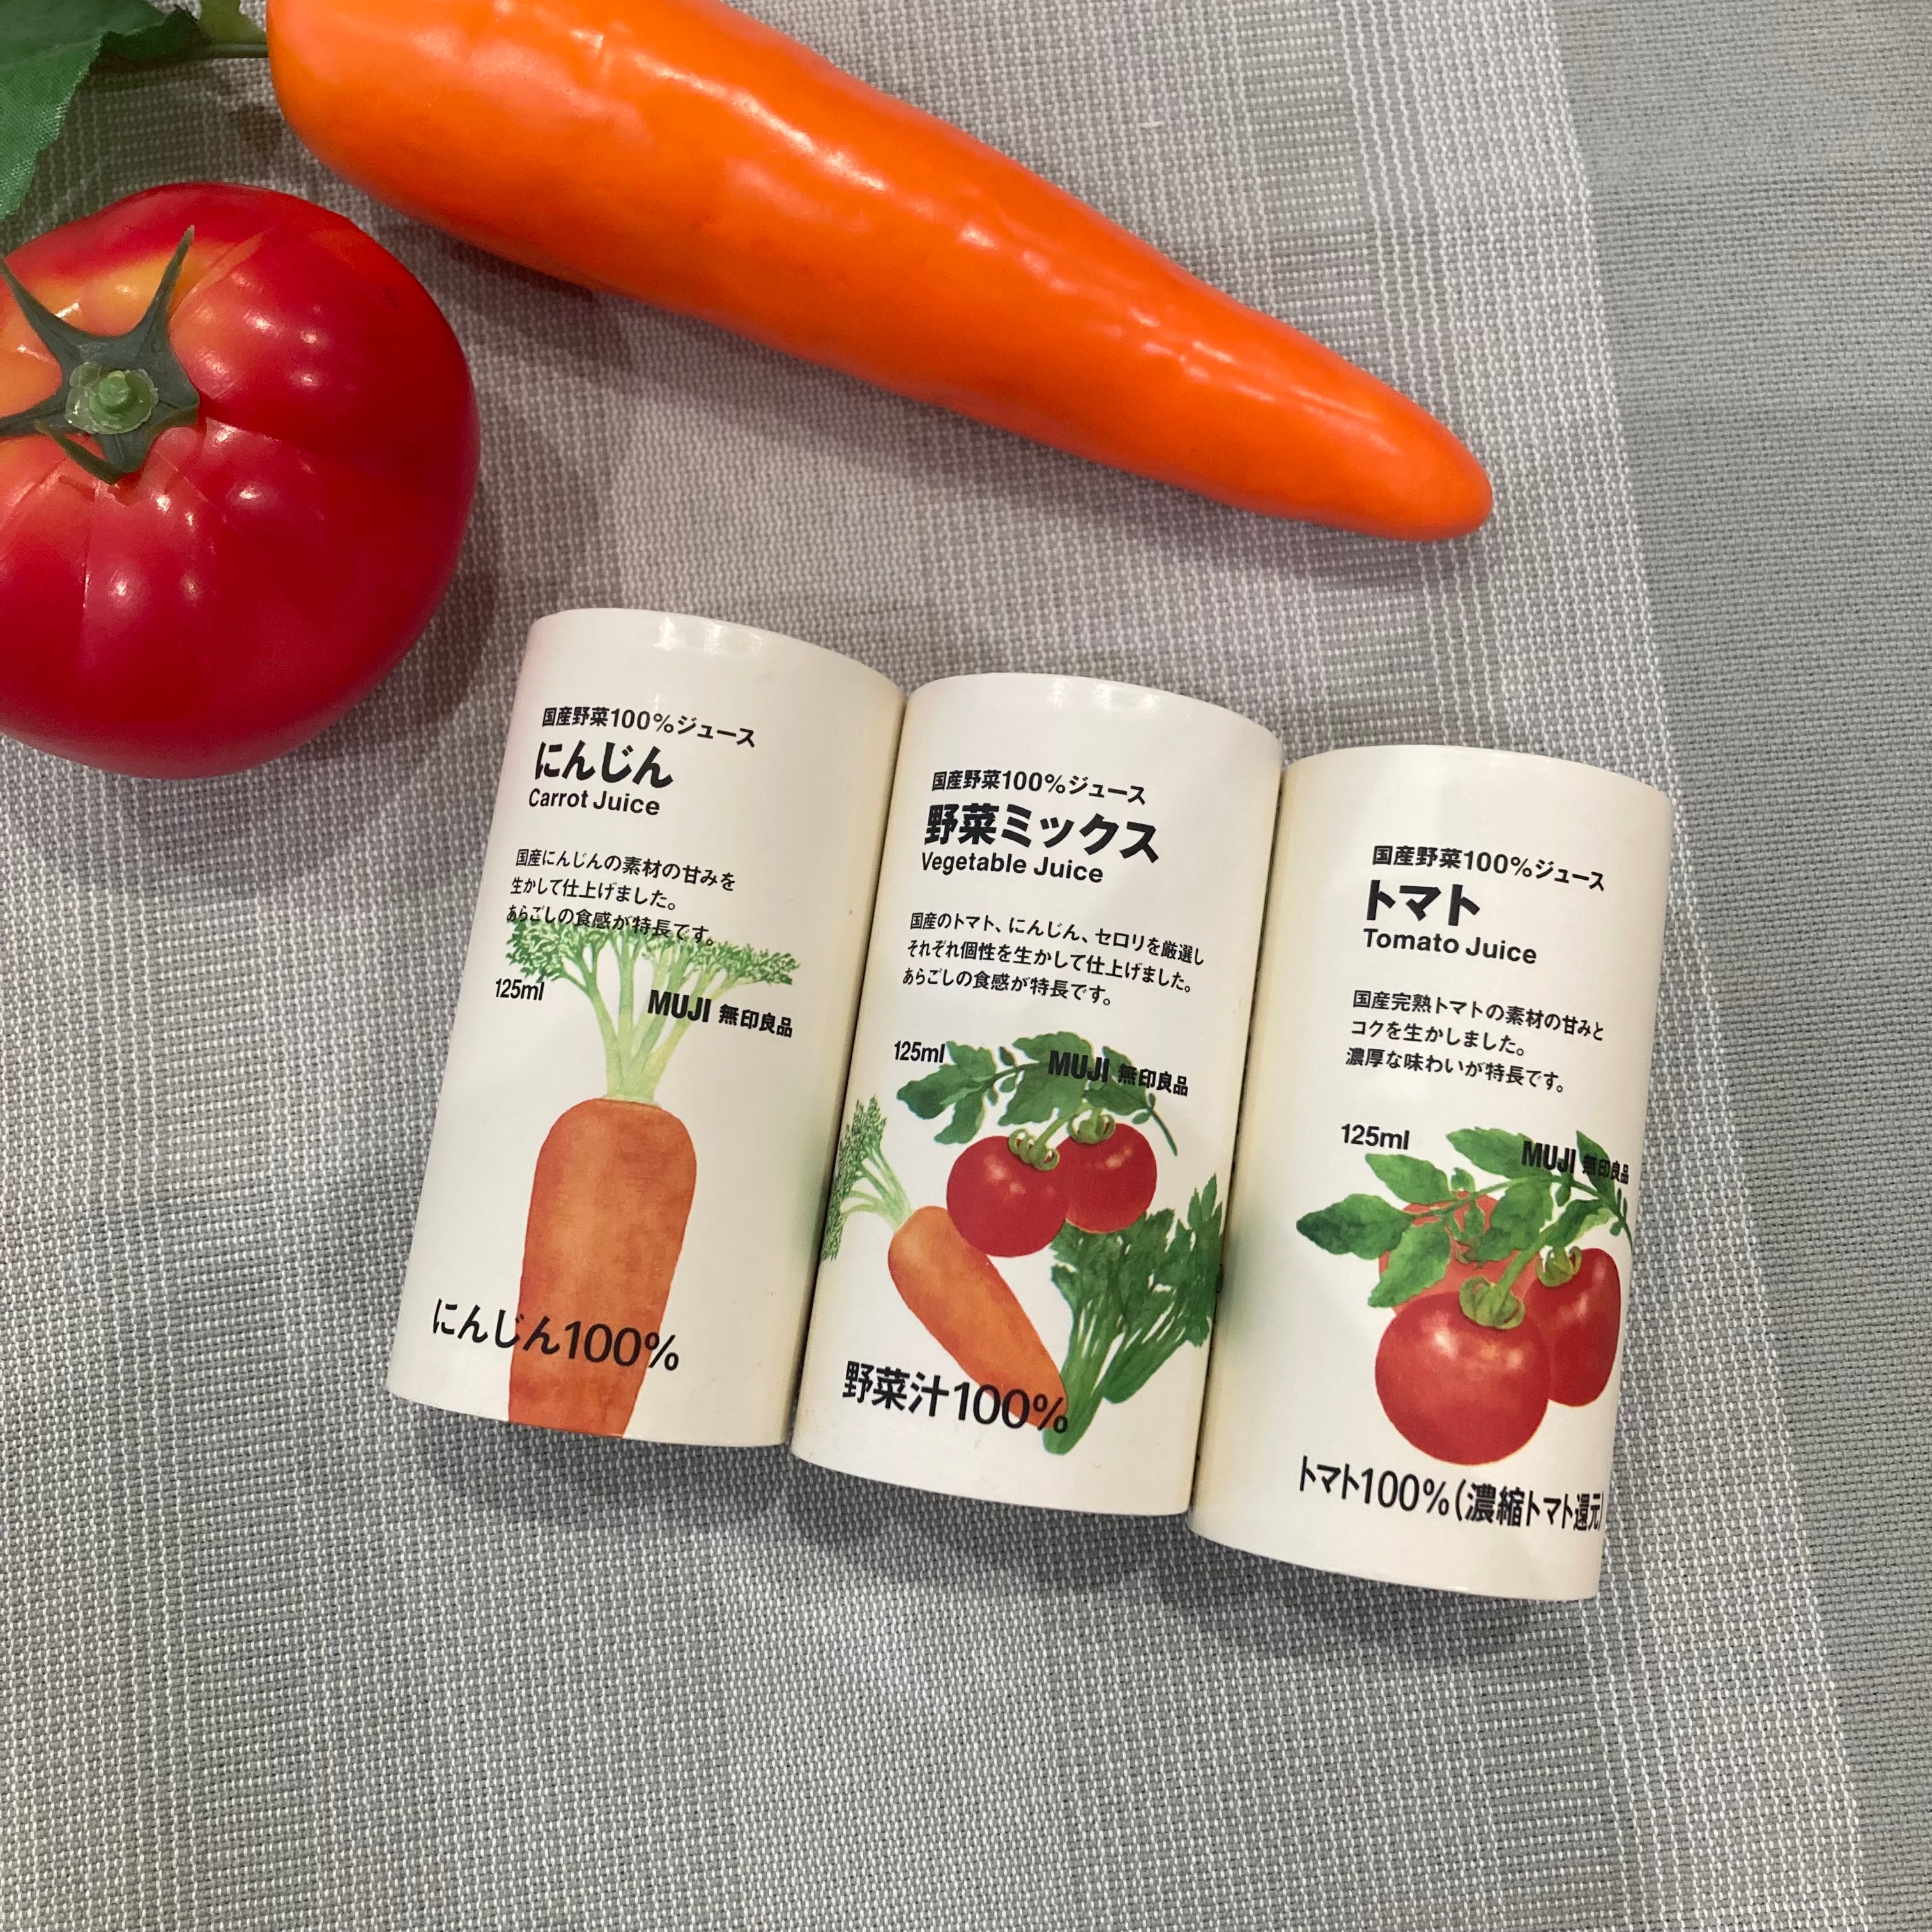 国産野菜100%ジュース
にんじん
Carrot Juice
国産にんじんの素材の甘みを
生かして仕上げました。
あらごしの食感が特長です。
125ml
MUJI 無印良品
にんじん100%
国産野菜100%ジュース
野菜ミックス
Vegetable Juice
国産のトマト、にんじん、セロリを厳選し
それぞれ個性を生かして仕上げました。
あらごしの食感が特長です。
125ml
MUJI 無印良品
野菜汁100%
国産野菜100%ジュース
トマト
Tomato Juice
国産完熟トマトの素材の甘みと
コクを生かしました。
濃厚な味わいが特長です。
125ml
MUJI 無印良品
トマト100%(濃縮トマト還元)